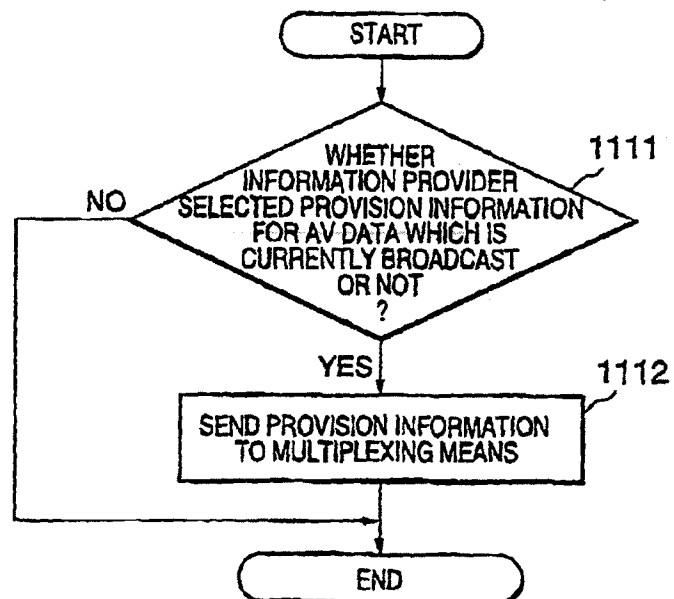 START
WHETHER
INFORMATION PROVIDER
SELECTED PROVISION INFORMATION
FOR AV DATA WHICH IS
CURRENTLY BROADCAST
OR NOT
?
1111
NO
YES
1112
SEND PROVISION INFORMATION
TO MULTIPLEXING MEANS
END